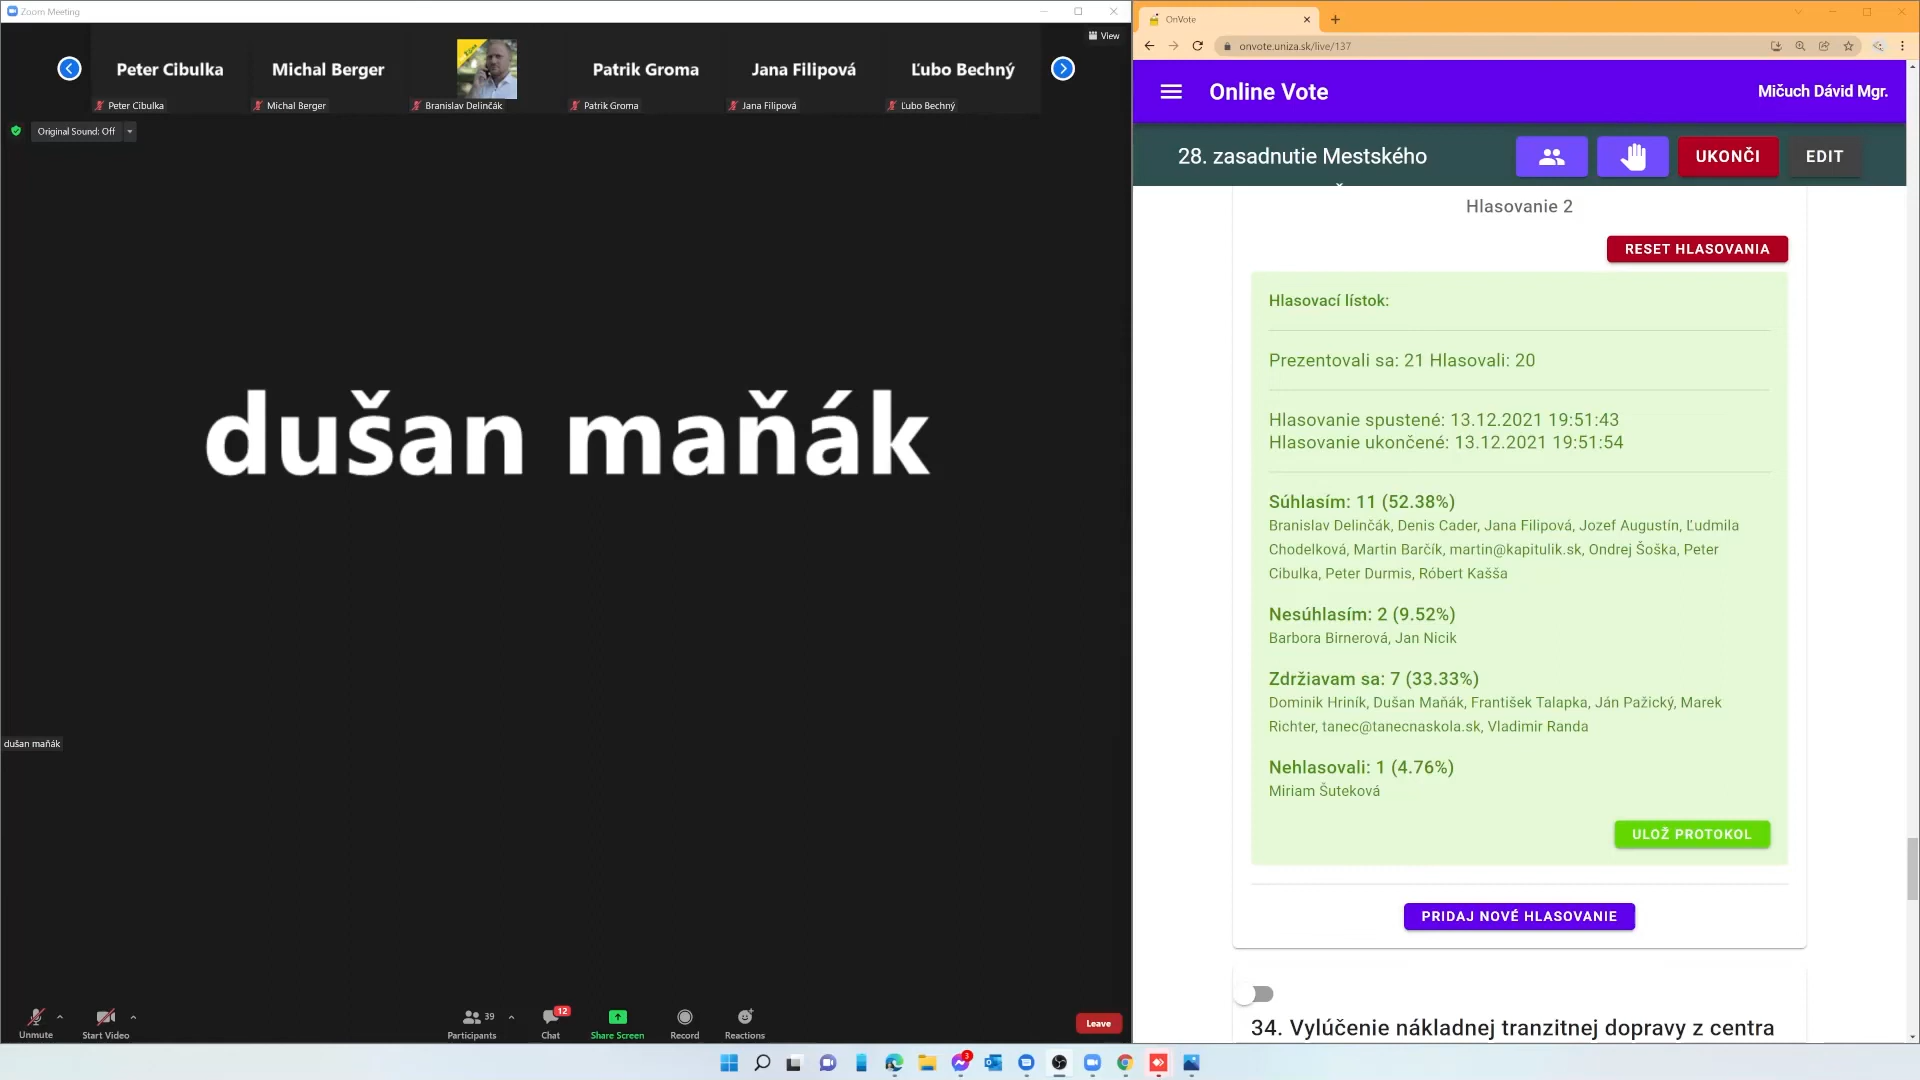 Zoom Meeting
View
Peter Cibulka
Michal Berger
Patrik Groma
Jana Filipová
Ľubo Bechný
Peter Cibulka
Michal Berger
Branislav Delinčák
Patrik Groma
Jana Filipová
Ľubo Bechný
Original Sound: Off
dušan maňák
dušan maňák
Unmute
Start Video
39
Participants
12
Chat
Share Screen
Record
Reactions
Leave
OnVote
onvote.uniza.sk/live/137
Online Vote
Mičuch Dávid Mgr.
28. zasadnutie Mestského
UKONČI
EDIT
Hlasovanie 2
RESET HLASOVANIA
Hlasovací lístok:
Prezentovali sa: 21 Hlasovali: 20
Hlasovanie spustené: 13.12.2021 19:51:43
Hlasovanie ukončené: 13.12.2021 19:51:54
Súhlasím: 11 (52.38%)
Branislav Delinčák, Denis Cader, Jana Filipová, Jozef Augustín, Ľudmila
Chodelková, Martin Barčík, martin@kapitulik.sk, Ondrej Šoška, Peter
Cibulka, Peter Durmis, Róbert Kašša
Nesúhlasím: 2 (9.52%)
Barbora Birnerová, Jan Nicik
Zdržiavam sa: 7 (33.33%)
Dominik Hriník, Dušan Maňák, František Talapka, Ján Pažický, Marek
Richter, tanec@tanecnaskola.sk, Vladimir Randa
Nehlasovali: 1 (4.76%)
Miriam Šuteková
ULOŽ PROTOKOL
PRIDAJ NOVÉ HLASOVANIE
34. Vylúčenie nákladnej tranzitnej dopravy z centra
3